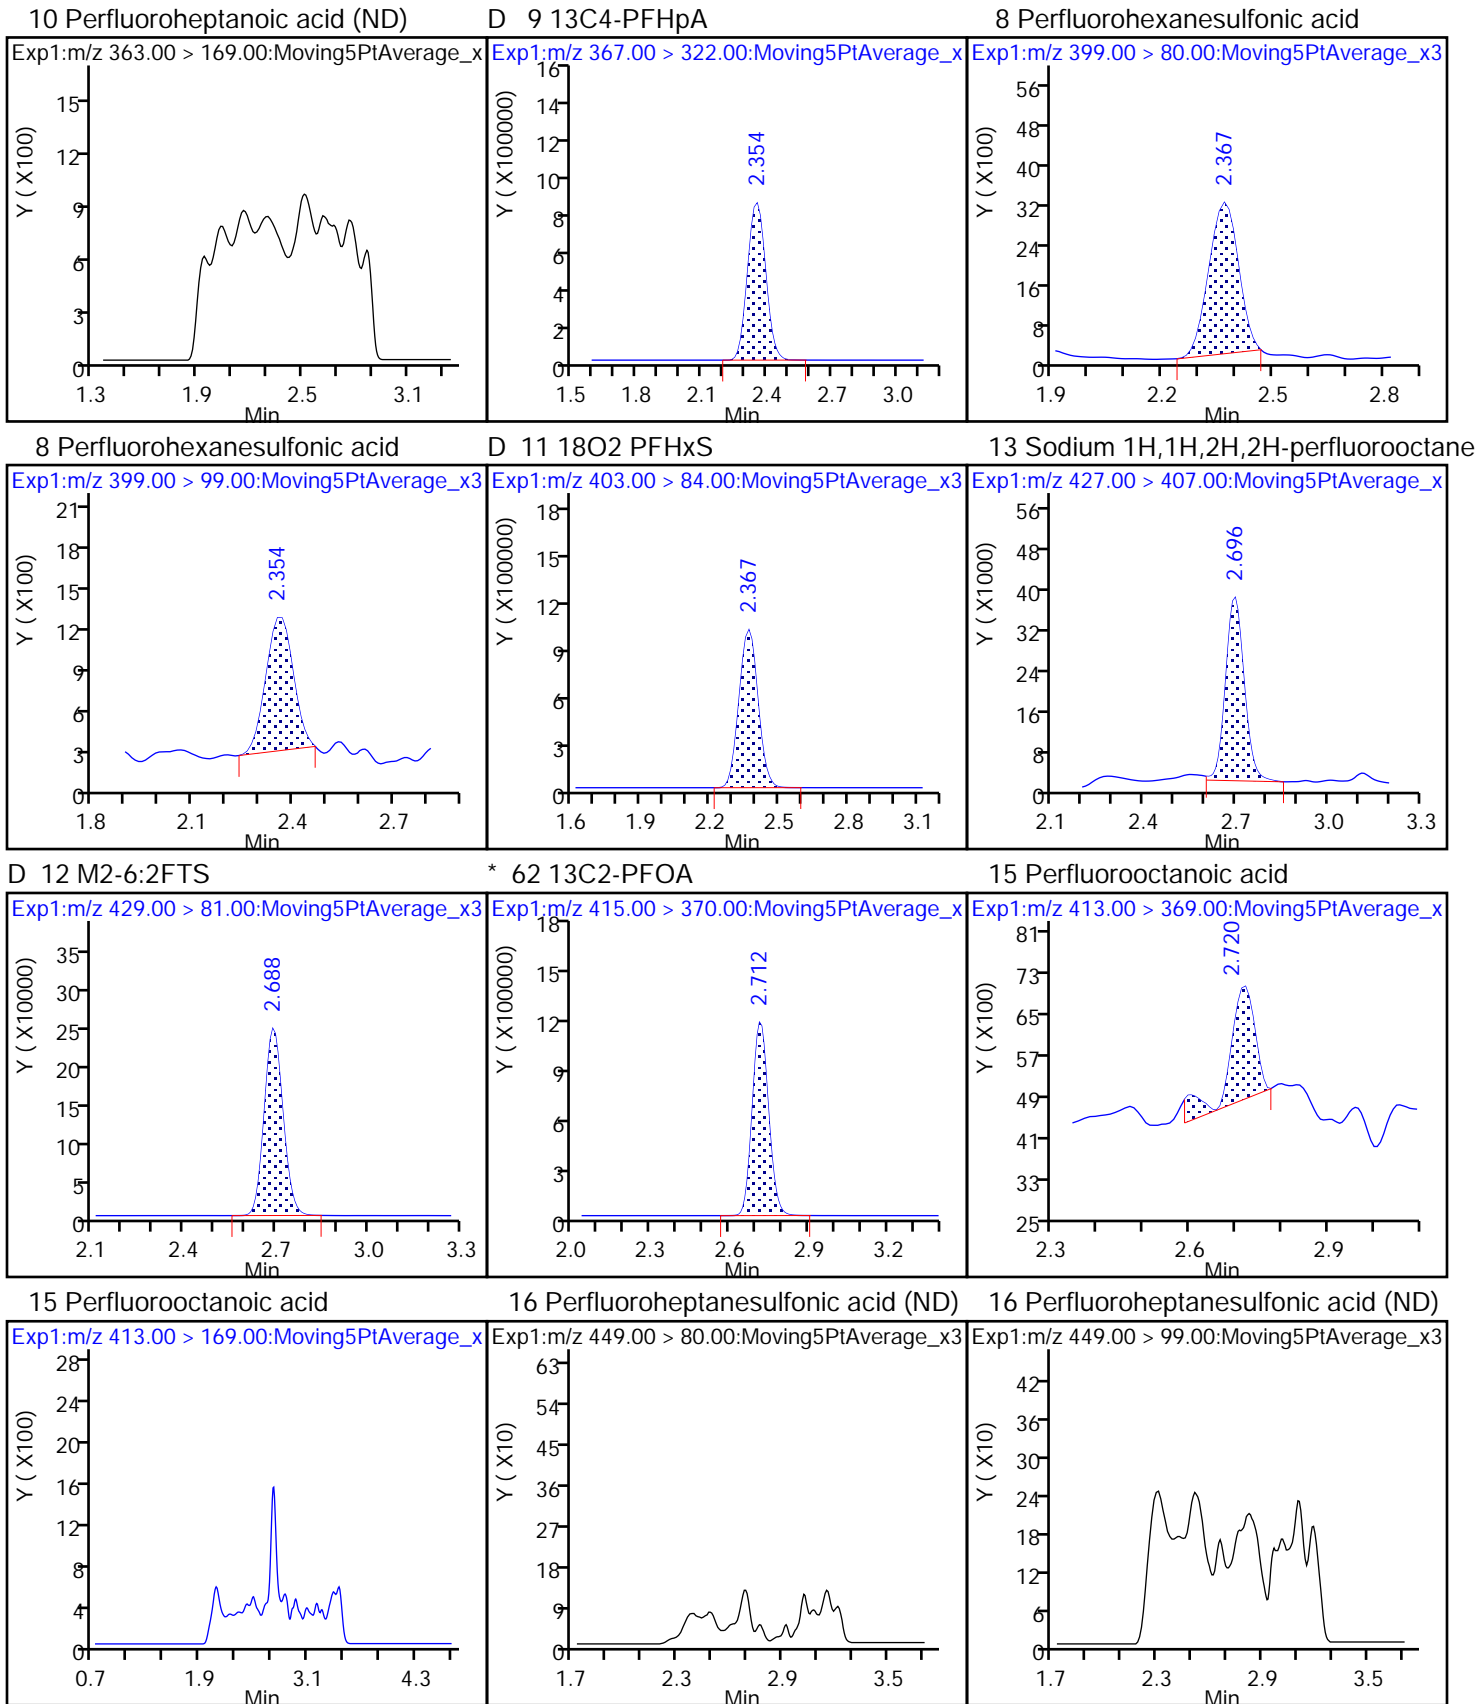 10 Perfluoroheptanoic acid (ND)
Exp1:m/z 363.00 > 169.00:Moving5PtAverage_x
Y ( X100)
15
12
9
6
3
0
1.3 1.9 2.5 3.1
Min
D 9 13C4-PFHpA
Exp1:m/z 367.00 > 322.00:Moving5PtAverage_x
Y ( X100000)
16
14
12
10
8
6
4
2
0
2.354
1.5 1.8 2.1 2.4 2.7 3.0
Min
8 Perfluorohexanesulfonic acid
Exp1:m/z 399.00 > 80.00:Moving5PtAverage_x3
Y ( X100)
56
48
40
32
24
16
8
0
2.367
1.9 2.2 2.5 2.8
Min
8 Perfluorohexanesulfonic acid
Exp1:m/z 399.00 > 99.00:Moving5PtAverage_x3
Y ( X100)
21
18
15
12
9
6
3
0
2.354
1.8 2.1 2.4 2.7
Min
D 11 18O2 PFHxS
Exp1:m/z 403.00 > 84.00:Moving5PtAverage_x3
Y ( X100000)
18
15
12
9
6
3
0
2.367
1.6 1.9 2.2 2.5 2.8 3.1
Min
13 Sodium 1H,1H,2H,2H-perfluorooctane
Exp1:m/z 427.00 > 407.00:Moving5PtAverage_x
Y ( X1000)
56
48
40
32
24
16
8
0
2.696
2.1 2.4 2.7 3.0 3.3
Min
D 12 M2-6:2FTS
Exp1:m/z 429.00 > 81.00:Moving5PtAverage_x3
Y ( X10000)
35
30
25
20
15
10
5
0
2.688
2.1 2.4 2.7 3.0 3.3
Min
* 62 13C2-PFOA
Exp1:m/z 415.00 > 370.00:Moving5PtAverage_x
Y ( X100000)
18
15
12
9
6
3
0
2.712
2.0 2.3 2.6 2.9 3.2
Min
15 Perfluorooctanoic acid
Exp1:m/z 413.00 > 369.00:Moving5PtAverage_x
Y ( X100)
81
73
65
57
49
41
33
25
2.720
2.3 2.6 2.9
Min
15 Perfluorooctanoic acid
Exp1:m/z 413.00 > 169.00:Moving5PtAverage_x
Y ( X100)
28
24
20
16
12
8
4
0
0.7 1.9 3.1 4.3
Min
16 Perfluoroheptanesulfonic acid (ND)
Exp1:m/z 449.00 > 80.00:Moving5PtAverage_x3
Y ( X10)
63
54
45
36
27
18
9
0
1.7 2.3 2.9 3.5
Min
16 Perfluoroheptanesulfonic acid (ND)
Exp1:m/z 449.00 > 99.00:Moving5PtAverage_x3
Y ( X10)
42
36
30
24
18
12
6
0
1.7 2.3 2.9 3.5
Min